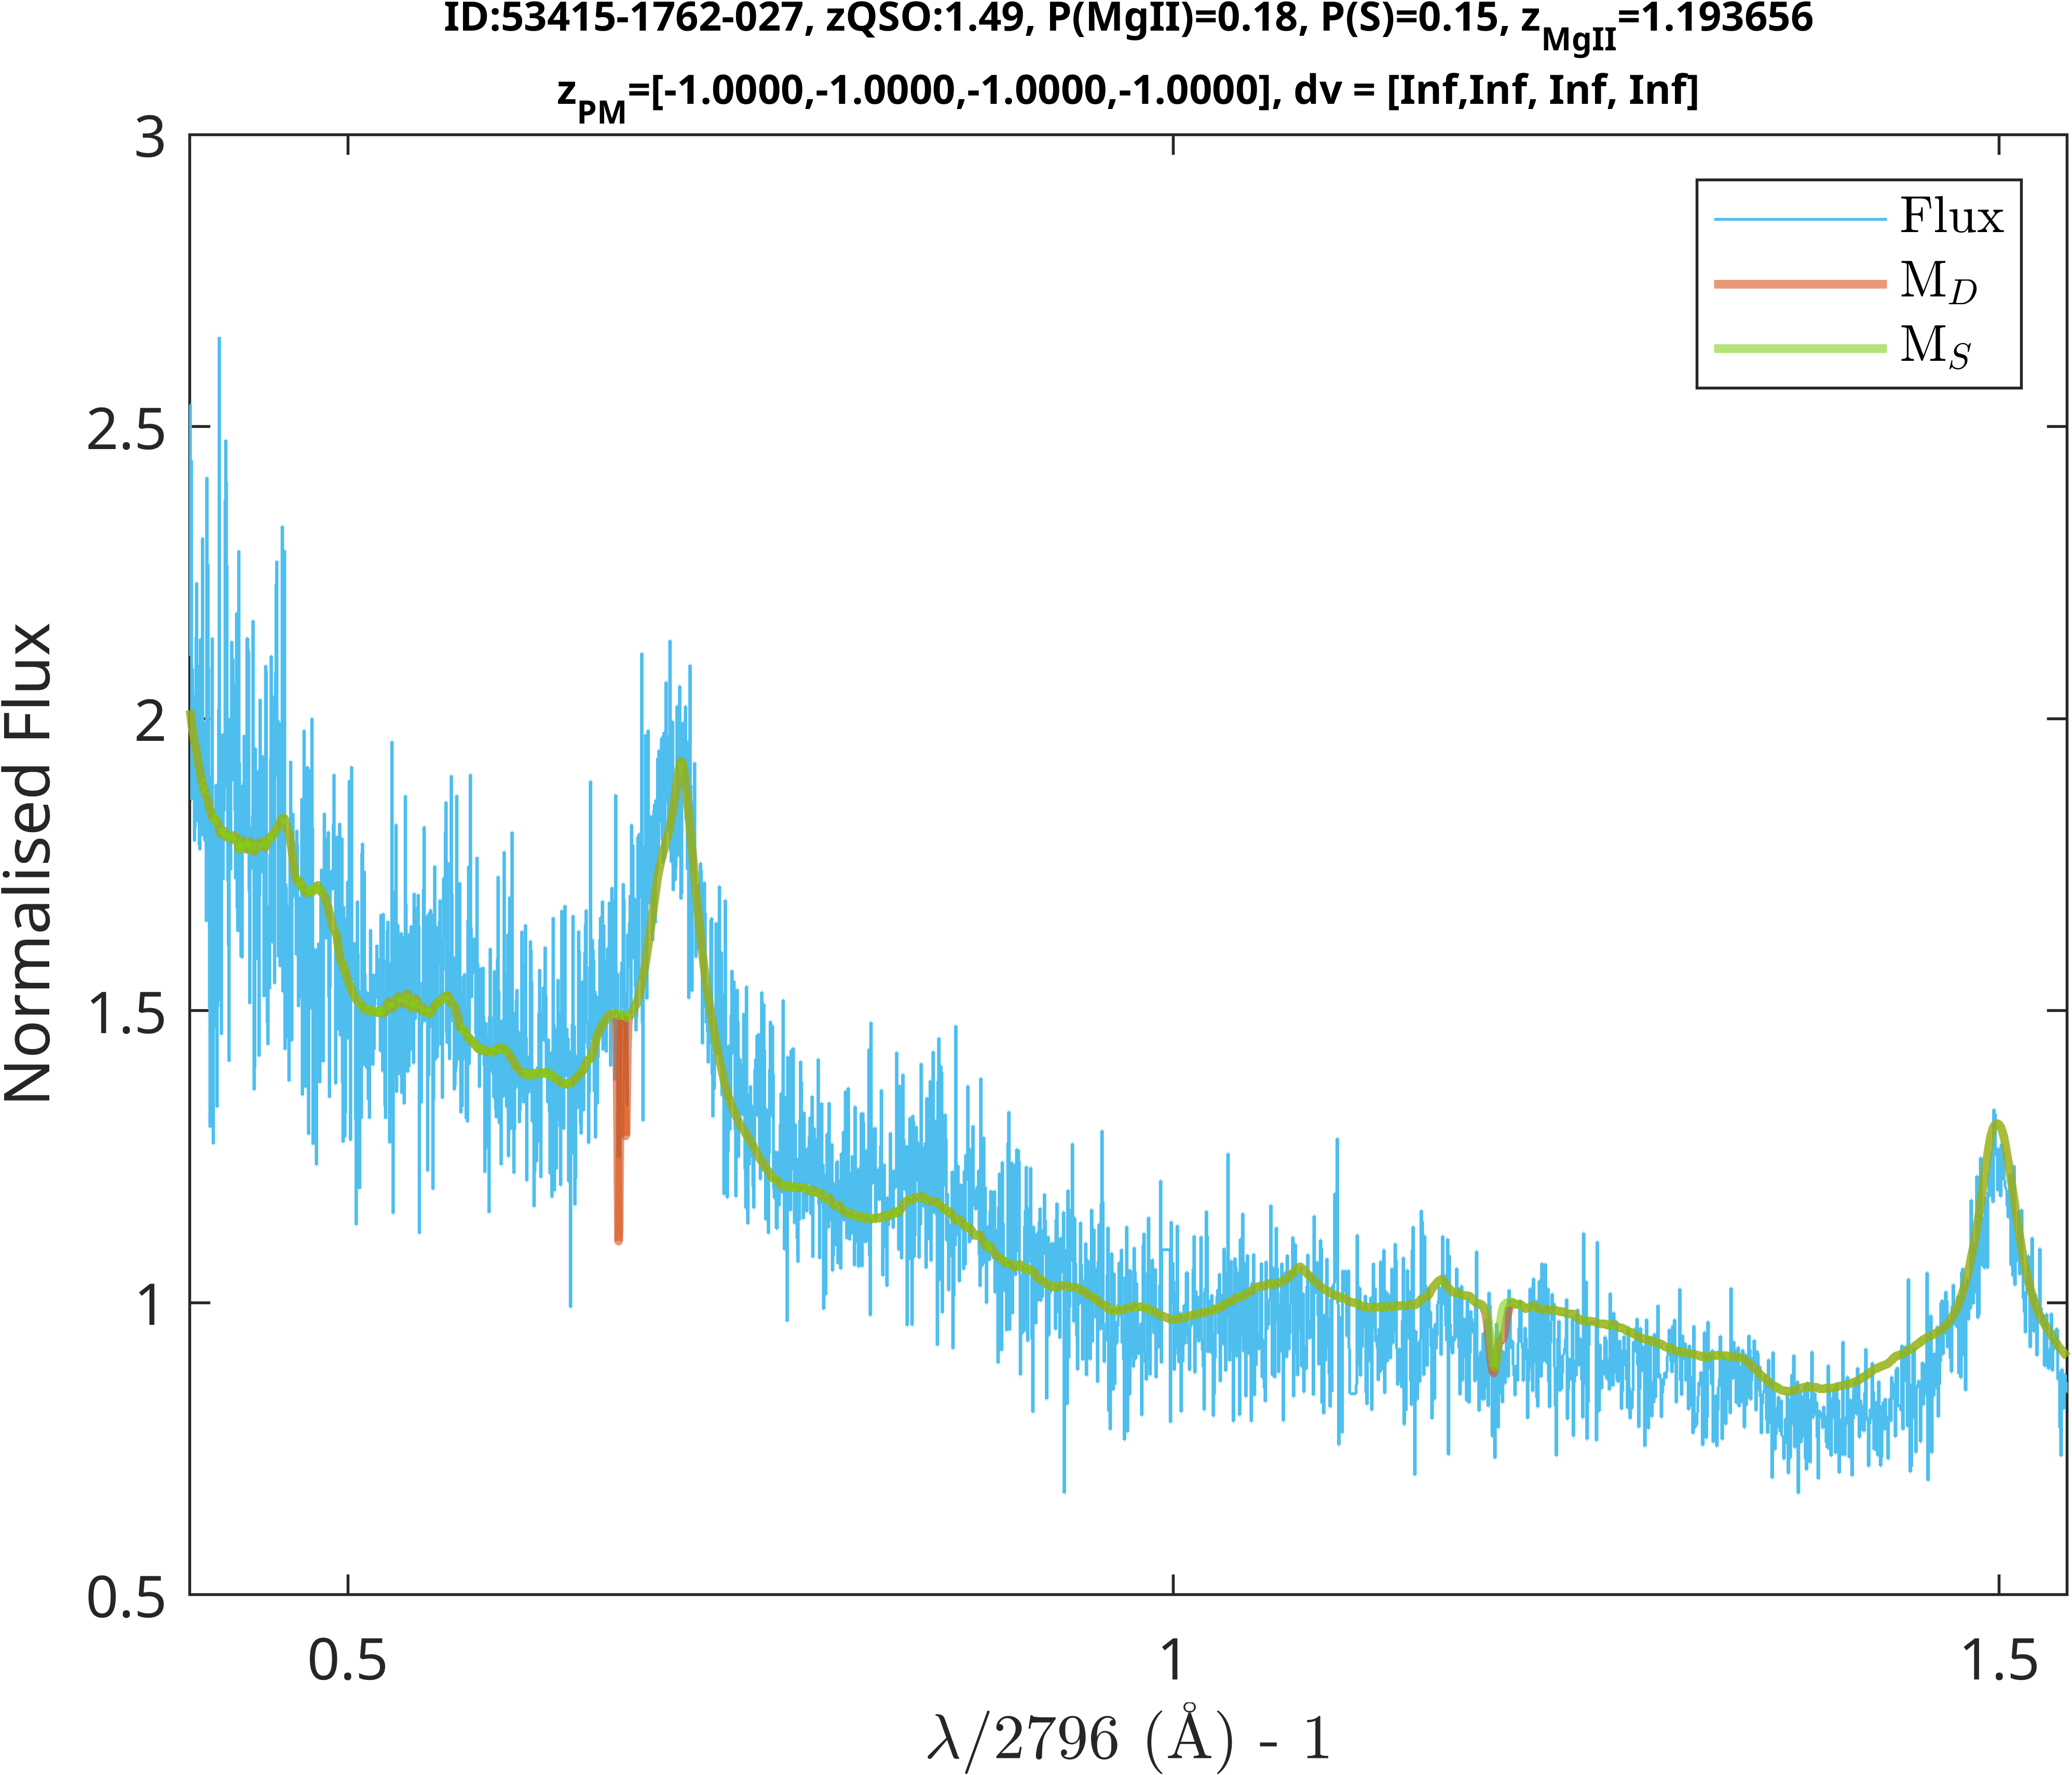 ID:53415-1762-027, zQSO:1.49, P(MgII)=0.18, P(S)=0.15, zMgII=1.193656
zPM=[-1.0000,-1.0000,-1.0000,-1.0000], dv = [Inf,Inf, Inf, Inf]
3
2.5
2
1.5
1
0.5
Normalised Flux
Flux
MD
MS
0.5
1
1.5
λ/2796 (Å) - 1